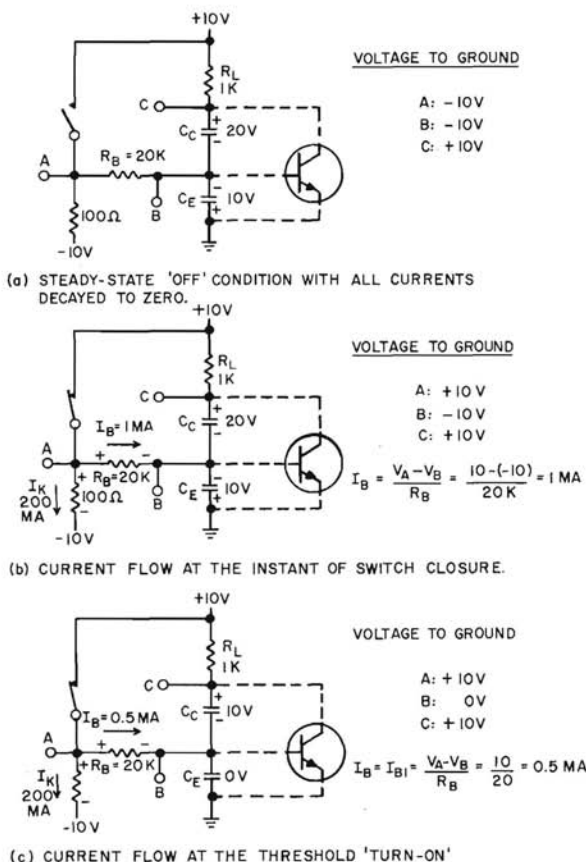 +10V
VOLTAGE TO GROUND
R_L
1K
A: -10V
C
+
C_C 20V
B: -10V
-
C: +10V
A
R_B = 20K
-
C_E 10V
100Ω
B
+
-10V
(a) STEADY-STATE 'OFF' CONDITION WITH ALL CURRENTS
DECAYED TO ZERO.
+10V
VOLTAGE TO GROUND
R_L
1K
A: +10V
C
+
C_C 20V
B: -10V
I_B = 1MA
-
C: +10V
A
+ -
R_B = 20K
-
C_E 10V
I_B = V_A-V_B / R_B = 10-(-10) / 20K = 1 MA
I_K
200
MA
+
100Ω
-
B
+
-10V
(b) CURRENT FLOW AT THE INSTANT OF SWITCH CLOSURE.
+10V
VOLTAGE TO GROUND
R_L
1K
A: +10V
C
+
C_C 10V
B: 0V
I_B = 0.5MA
-
C: +10V
A
+ -
R_B = 20K
C_E 0V
I_B = I_B1 = V_A-V_B / R_B = 10 / 20 = 0.5 MA
I_K
200
MA
+
-
B
-10V
(c) CURRENT FLOW AT THE THRESHOLD 'TURN-ON'